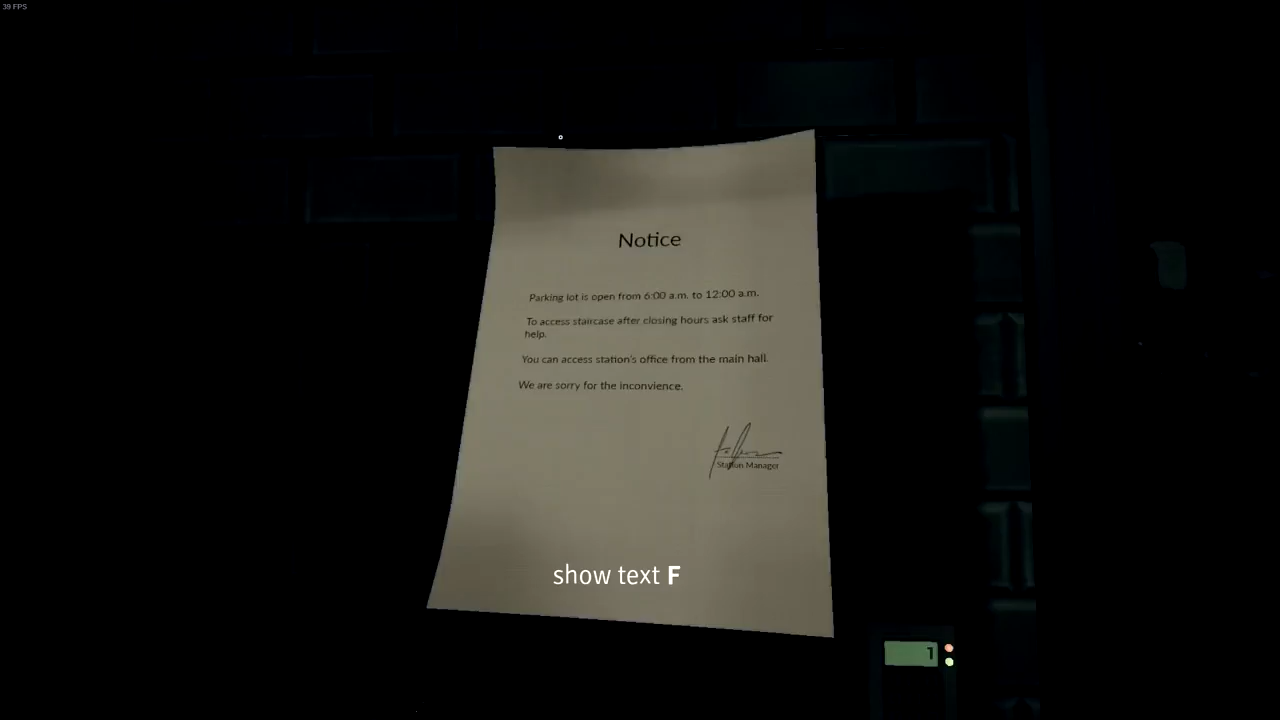 39 FPS
Notice
Parking lot is open from 6:00 a.m. to 12:00 a.m.
To access staircase after closing hours ask staff for
help.
You can access station's office from the main hall.
We are sorry for the inconvience.
Station Manager
show text F
1